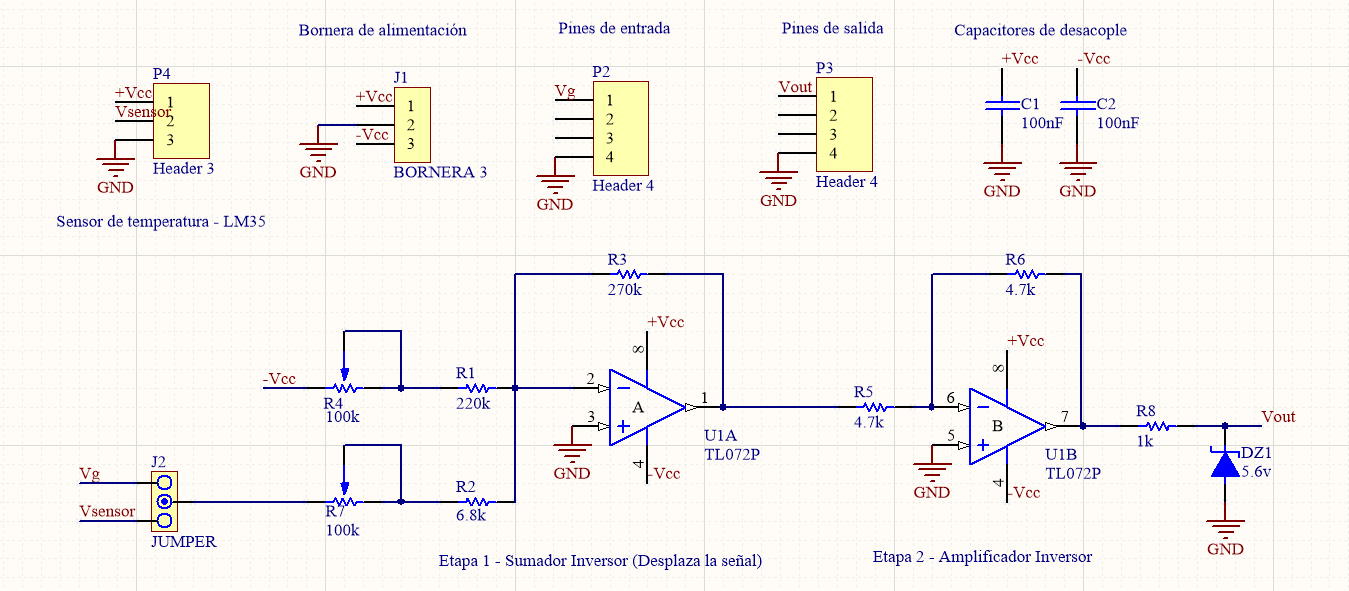 Bornera de alimentación
Pines de entrada
Pines de salida
Capacitores de desacople
P4
+Vcc
Vsensor
1
2
3
GND
Header 3
Sensor de temperatura - LM35
J1
+Vcc
-Vcc
1
2
3
GND
BORNERA 3
P2
Vg
1
2
3
4
GND
Header 4
P3
Vout
1
2
3
4
GND
Header 4
+Vcc
C1
100nF
GND
-Vcc
C2
100nF
GND
R3
270k
-Vcc
R4
100k
R1
220k
+Vcc
8
2
3
A
1
4
-Vcc
GND
U1A
TL072P
J2
Vg
Vsensor
JUMPER
R7
100k
R2
6.8k
Etapa 1 - Sumador Inversor (Desplaza la señal)
R6
4.7k
R5
4.7k
+Vcc
8
6
5
B
7
4
-Vcc
GND
U1B
TL072P
R8
1k
Vout
DZ1
5.6v
GND
Etapa 2 - Amplificador Inversor